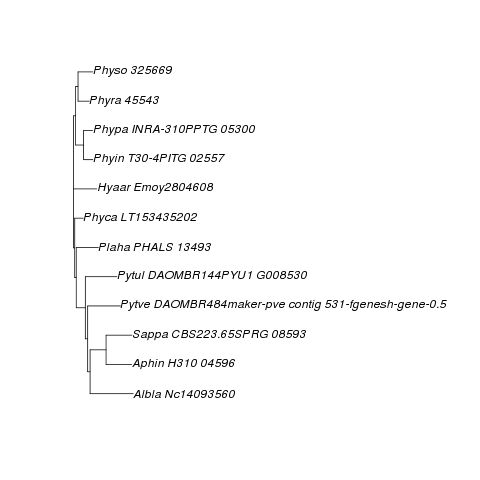 Physo 325669
Phyra 45543
Phypa INRA-310PPTG 05300
Phyin T30-4PITG 02557
Hyaar Emoy2804608
Phyca LT153435202
Plaha PHALS 13493
Pytul DAOMBR144PYU1 G008530
Pytve DAOMBR484maker-pve contig 531-fgenesh-gene-0.5
Sappa CBS223.65SPRG 08593
Aphin H310 04596
Albla Nc14093560